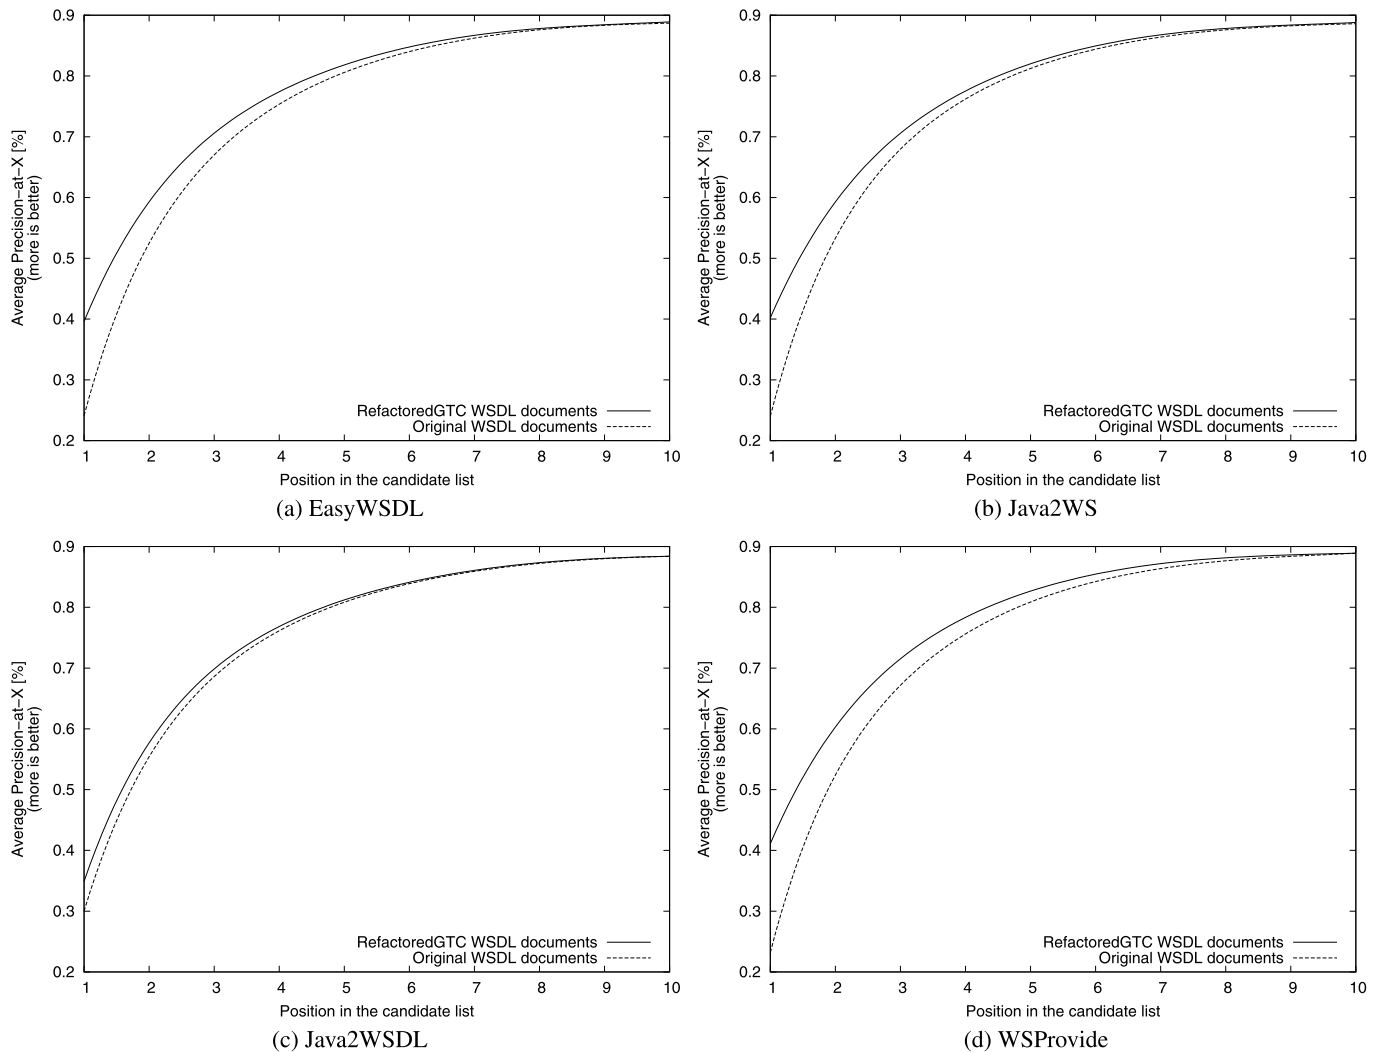 0.9
0.8
0.7
0.6
0.5
0.4
0.3
0.2
Average Precision−at−X [%]
(more is better)
RefactoredGTC WSDL documents
Original WSDL documents
1 2 3 4 5 6 7 8 9 10
Position in the candidate list
(a) EasyWSDL
0.9
0.8
0.7
0.6
0.5
0.4
0.3
0.2
Average Precision−at−X [%]
(more is better)
RefactoredGTC WSDL documents
Original WSDL documents
1 2 3 4 5 6 7 8 9 10
Position in the candidate list
(b) Java2WS
0.9
0.8
0.7
0.6
0.5
0.4
0.3
0.2
Average Precision−at−X [%]
(more is better)
RefactoredGTC WSDL documents
Original WSDL documents
1 2 3 4 5 6 7 8 9 10
Position in the candidate list
(c) Java2WSDL
0.9
0.8
0.7
0.6
0.5
0.4
0.3
0.2
Average Precision−at−X [%]
(more is better)
RefactoredGTC WSDL documents
Original WSDL documents
1 2 3 4 5 6 7 8 9 10
Position in the candidate list
(d) WSProvide